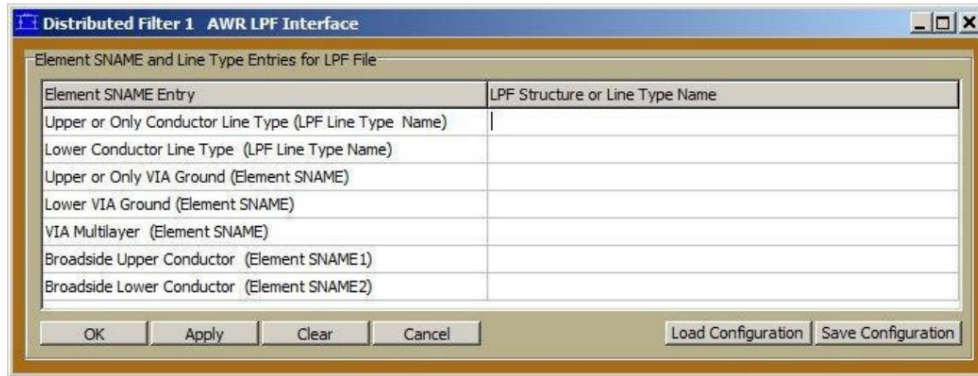 Distributed Filter 1 AWR LPF Interface
Element SNAME and Line Type Entries for LPF File
Element SNAME Entry LPF Structure or Line Type Name
Upper or Only Conductor Line Type (LPF Line Type Name)
Lower Conductor Line Type (LPF Line Type Name)
Upper or Only VIA Ground (Element SNAME)
Lower VIA Ground (Element SNAME)
VIA Multilayer (Element SNAME)
Broadside Upper Conductor (Element SNAME1)
Broadside Lower Conductor (Element SNAME2)
OK Apply Clear Cancel Load Configuration Save Configuration